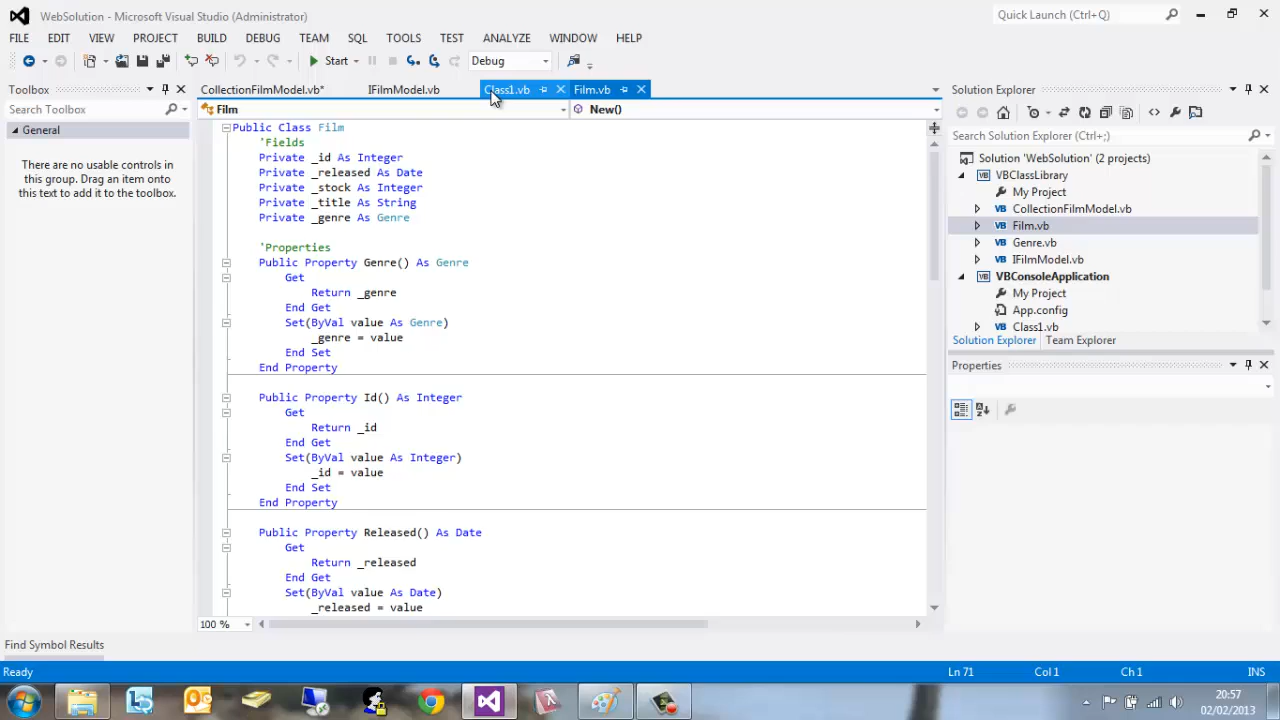 WebSolution - Microsoft Visual Studio (Administrator)
Quick Launch (Ctrl+Q)
FILE EDIT VIEW PROJECT BUILD DEBUG TEAM SQL TOOLS TEST ANALYZE WINDOW HELP
Start Debug
Toolbox
CollectionFilmModel.vb* IFilmModel.vb Class1.vb Film.vb
Solution Explorer
Search Toolbox
Film New()
General
There are no usable controls in
this group. Drag an item onto
this text to add it to the toolbox.
Public Class Film
'Fields
Private _id As Integer
Private _released As Date
Private _stock As Integer
Private _title As String
Private _genre As Genre
'Properties
Public Property Genre() As Genre
Get
Return _genre
End Get
Set(ByVal value As Genre)
_genre = value
End Set
End Property
Public Property Id() As Integer
Get
Return _id
End Get
Set(ByVal value As Integer)
_id = value
End Set
End Property
Public Property Released() As Date
Get
Return _released
End Get
Set(ByVal value As Date)
_released = value
100 %
Search Solution Explorer (Ctrl+;)
Solution 'WebSolution' (2 projects)
VB VBClassLibrary
My Project
VB CollectionFilmModel.vb
VB Film.vb
VB Genre.vb
VB IFilmModel.vb
VB VBConsoleApplication
My Project
App.config
VB Class1.vb
Solution Explorer Team Explorer
Properties
Find Symbol Results
Ready Ln 71 Col 1 Ch 1 INS
20:57
02/02/2013